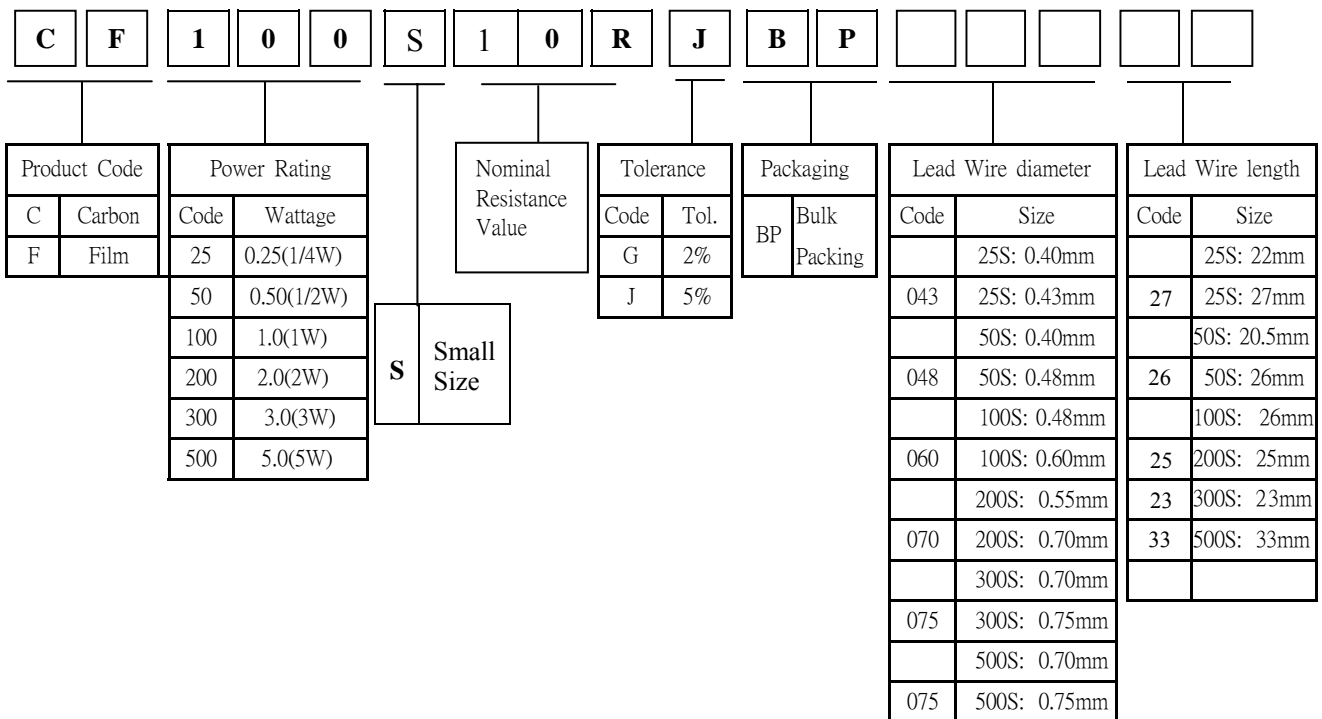 C F 1 0 0 S 1 0 R J B P
Product Code
C Carbon
F Film
Power Rating
Code Wattage
25 0.25(1/4W)
50 0.50(1/2W)
100 1.0(1W)
200 2.0(2W)
300 3.0(3W)
500 5.0(5W)
S Small
Size
Nominal
Resistance
Value
Tolerance
Code Tol.
G 2%
J 5%
Packaging
BP Bulk
Packing
Lead Wire diameter
Code Size
25S: 0.40mm
043 25S: 0.43mm
50S: 0.40mm
048 50S: 0.48mm
100S: 0.48mm
060 100S: 0.60mm
200S: 0.55mm
070 200S: 0.70mm
300S: 0.70mm
075 300S: 0.75mm
500S: 0.70mm
075 500S: 0.75mm
Lead Wire length
Code Size
25S: 22mm
27 25S: 27mm
50S: 20.5mm
26 50S: 26mm
100S: 26mm
25 200S: 25mm
23 300S: 23mm
33 500S: 33mm